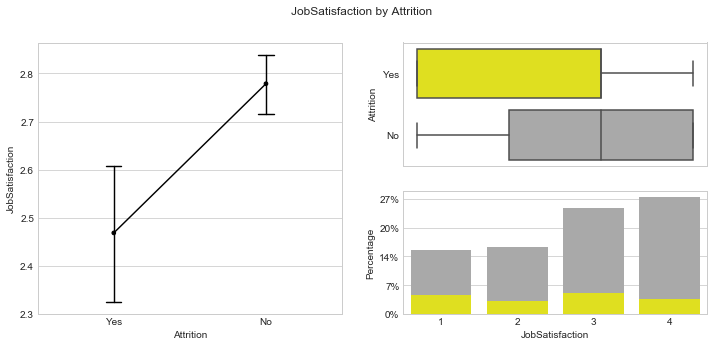 JobSatisfaction by Attrition
2.8
2.7
2.6
2.5
2.4
2.3
JobSatisfaction
Yes
No
Attrition
Yes
No
Attrition
27%
20%
14%
7%
0%
Percentage
1
2
3
4
JobSatisfaction